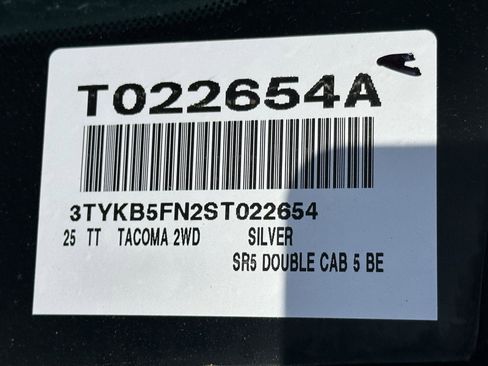 T022654A
3TYKB5FN2ST022654
25 TT TACOMA 2WD SILVER
SR5 DOUBLE CAB 5 BE